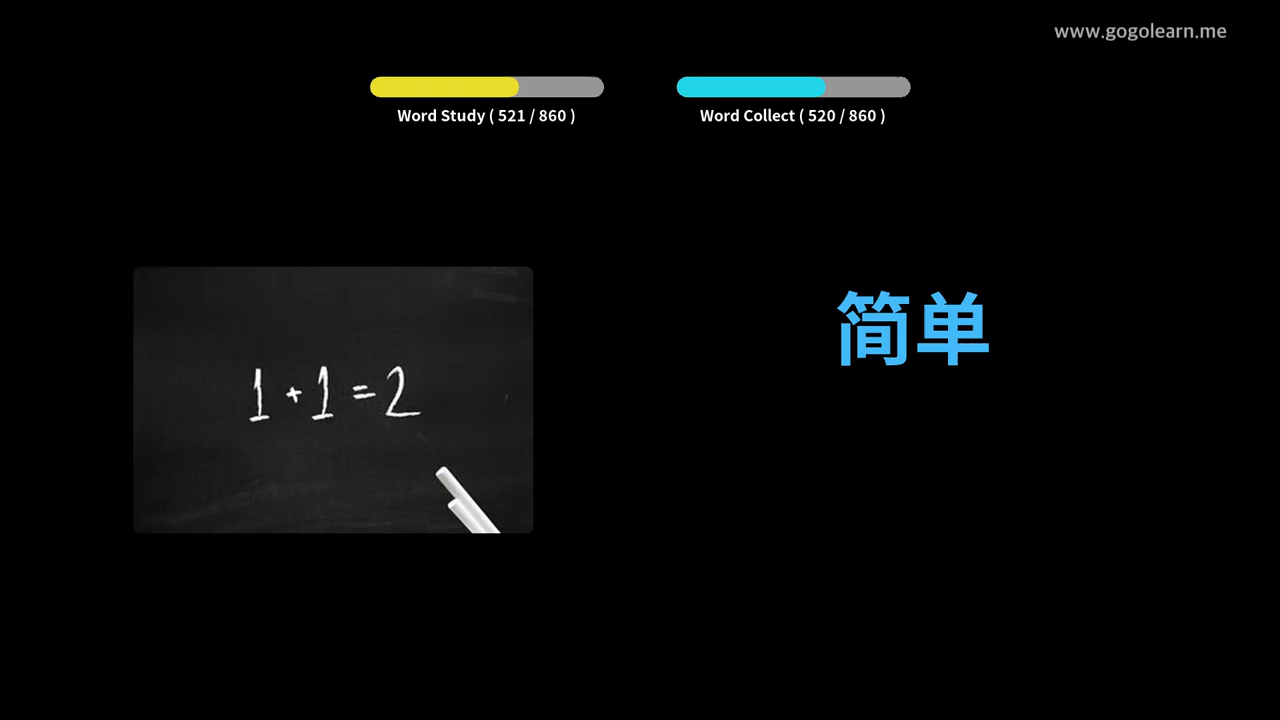 www.gogolearn.me
Word Study ( 521 / 860 )
Word Collect ( 520 / 860 )
1 + 1 = 2
简单